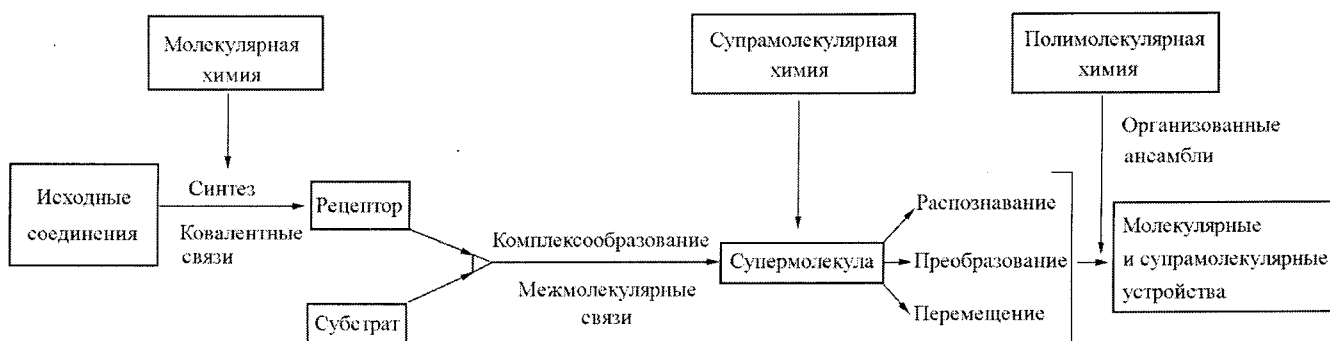 Молекулярная
химия
Супрамолекулярная
химия
Полимолекулярная
химия
Организованные
ансамбли
Исходные
соединения
Синтез
Ковалентные
связи
Рецептор
Субстрат
Комплексообразование
Межмолекулярные
связи
Супермолекула
Распознавание
Преобразование
Перемещение
Молекулярные
и супрамолекулярные
устройства